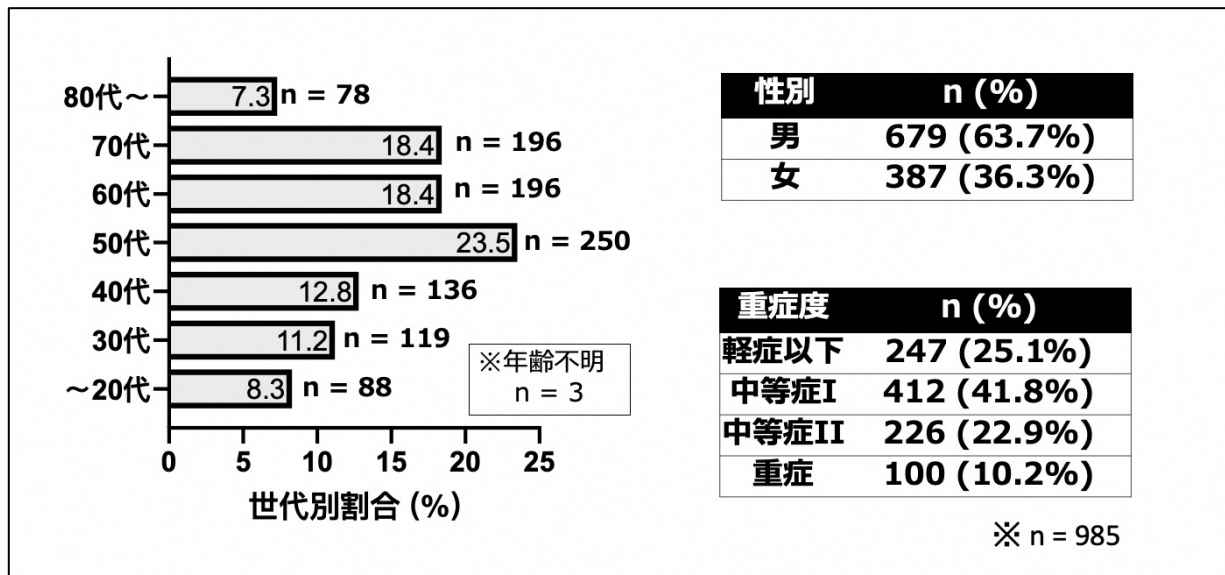 80代～ 7.3 n = 78
70代 18.4 n = 196
60代 18.4 n = 196
50代 23.5 n = 250
40代 12.8 n = 136
30代 11.2 n = 119
～20代 8.3 n = 88
※年齢不明
n = 3
0 5 10 15 20 25
世代別割合 (%)
性別 n (%)
男 679 (63.7%)
女 387 (36.3%)
重症度 n (%)
軽症以下 247 (25.1%)
中等症I 412 (41.8%)
中等症II 226 (22.9%)
重症 100 (10.2%)
※ n = 985